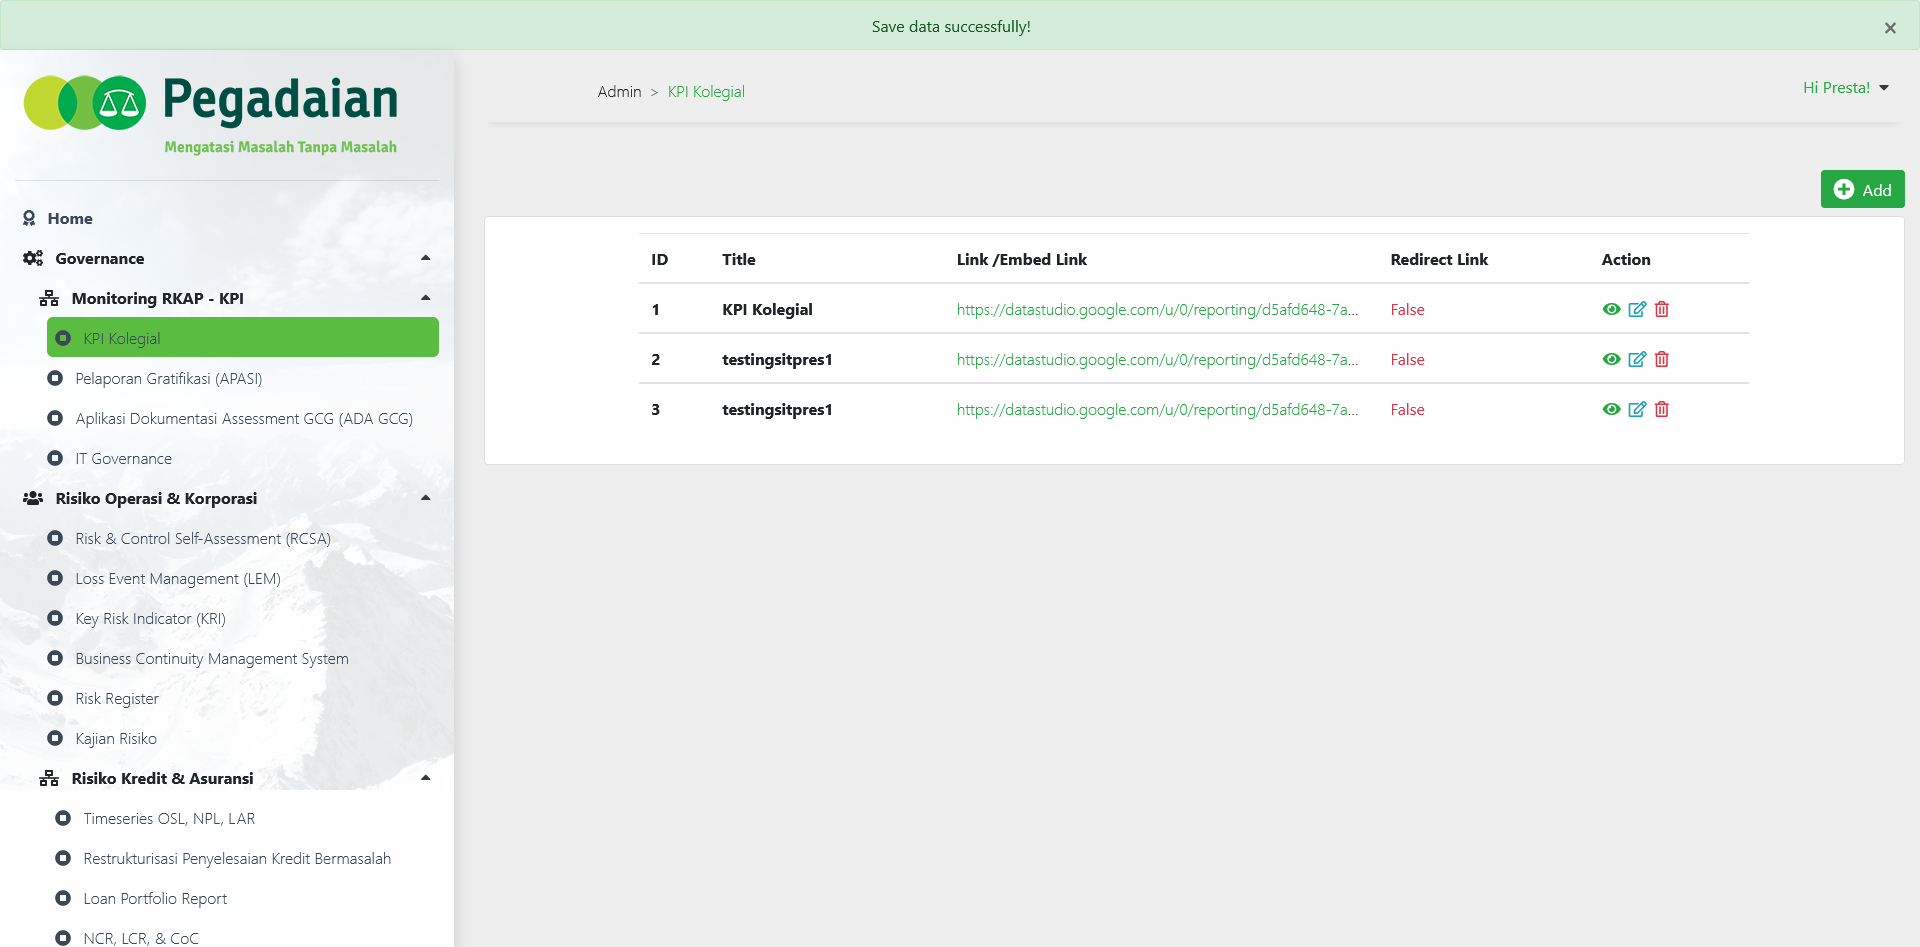 Save data successfully!
×
Pegadaian
Mengatasi Masalah Tanpa Masalah
Admin > KPI Kolegial
Hi Presta!
Add
Home
Governance
Monitoring RKAP - KPI
KPI Kolegial
Pelaporan Gratifikasi (APASI)
Aplikasi Dokumentasi Assessment GCG (ADA GCG)
IT Governance
Risiko Operasi & Korporasi
Risk & Control Self-Assessment (RCSA)
Loss Event Management (LEM)
Key Risk Indicator (KRI)
Business Continuity Management System
Risk Register
Kajian Risiko
Risiko Kredit & Asuransi
Timeseries OSL, NPL, LAR
Restrukturisasi Penyelesaian Kredit Bermasalah
Loan Portfolio Report
NCR, LCR, & CoC
ID Title Link /Embed Link Redirect Link Action
1 KPI Kolegial https://datastudio.google.com/u/0/reporting/d5afd648-7a... False
2 testingsitpres1 https://datastudio.google.com/u/0/reporting/d5afd648-7a... False
3 testingsitpres1 https://datastudio.google.com/u/0/reporting/d5afd648-7a... False